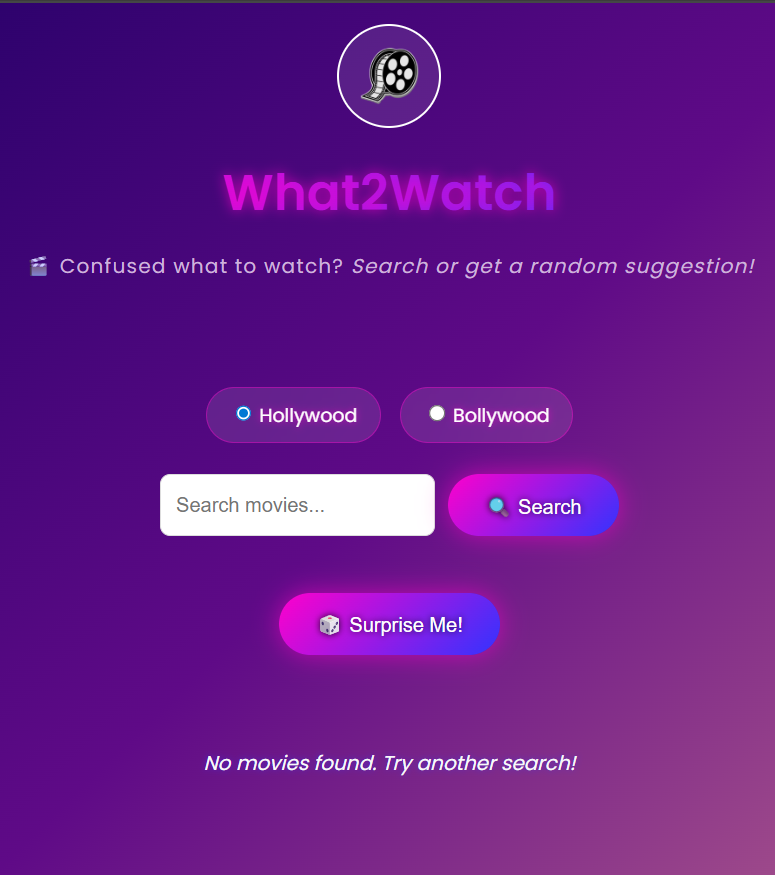 What2Watch
🎬 Confused what to watch? Search or get a random suggestion!
Hollywood
Bollywood
Search movies...
🔍 Search
🎲 Surprise Me!
No movies found. Try another search!